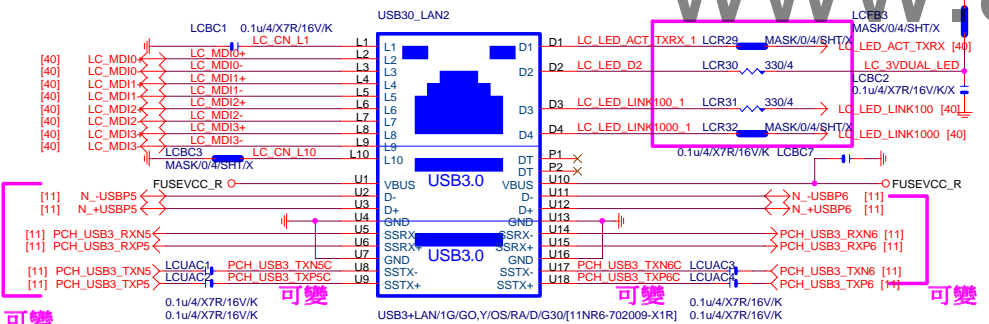 www.
USB30_LAN2
LCFB3
MASK/0/4/SHT/X
LCBC1 0.1u/4/X7R/16V/K
LC_CN_L1 L1 L1 D1 D1 LC_LED_ACT_TXRX_1 LCR29 MASK/0/4/SHT/X LC_LED_ACT_TXRX [40]
[40] LC_MDI0+ LC_MDI0+ L2 L2
[40] LC_MDI0- LC_MDI0- L3 L3 D2 D2 LC_LED_D2 LCR30 330/4 LC_3VDUAL_LED
[40] LC_MDI1+ LC_MDI1+ L4 L4
LCBC2
0.1u/4/X7R/16V/K/X
[40] LC_MDI1- LC_MDI1- L5 L5
[40] LC_MDI2+ LC_MDI2+ L6 L6 D3 D3 LC_LED_LINK100_1 LCR31 330/4 LC_LED_LINK100 [40]
[40] LC_MDI2- LC_MDI2- L7 L7
[40] LC_MDI3+ LC_MDI3+ L8 L8 D4 D4 LC_LED_LINK1000_1 LCR32 MASK/0/4/SHT/X LC_LED_LINK1000 [40]
[40] LC_MDI3- LC_MDI3- L9 L9
LCBC3 LC_CN_L10 L10 L10
MASK/0/4/SHT/X
DT P1 0.1u/4/X7R/16V/K LCBC7
DT P2
FUSEVCC_R U1 VBUS USB3.0 VBUS U10 FUSEVCC_R
[11] N_-USBP5 U2 D- D- U11 N_-USBP6 [11]
[11] N_+USBP5 U3 D+ D+ U12 N_+USBP6 [11]
U4 GND GND U13
[11] PCH_USB3_RXN5 U5 SSRX- SSRX- U14 PCH_USB3_RXN6 [11]
[11] PCH_USB3_RXP5 U6 SSRX+ SSRX+ U15 PCH_USB3_RXP6 [11]
U7 GND USB3.0 GND U16
[11] PCH_USB3_TXN5 LCUAC1 PCH_USB3_TXN5C U8 SSTX- SSTX- U17 PCH_USB3_TXN6C LCUAC3 PCH_USB3_TXN6 [11]
[11] PCH_USB3_TXP5 LCUAC2 PCH_USB3_TXP5C U9 SSTX+ SSTX+ U18 PCH_USB3_TXP6C LCUAC4 PCH_USB3_TXP6 [11]
可變 可變 可變
0.1u/4/X7R/16V/K 0.1u/4/X7R/16V/K
可變
0.1u/4/X7R/16V/K USB3+LAN/1G/GO,Y/OS/RA/D/G30/[11NR6-702009-X1R] 0.1u/4/X7R/16V/K